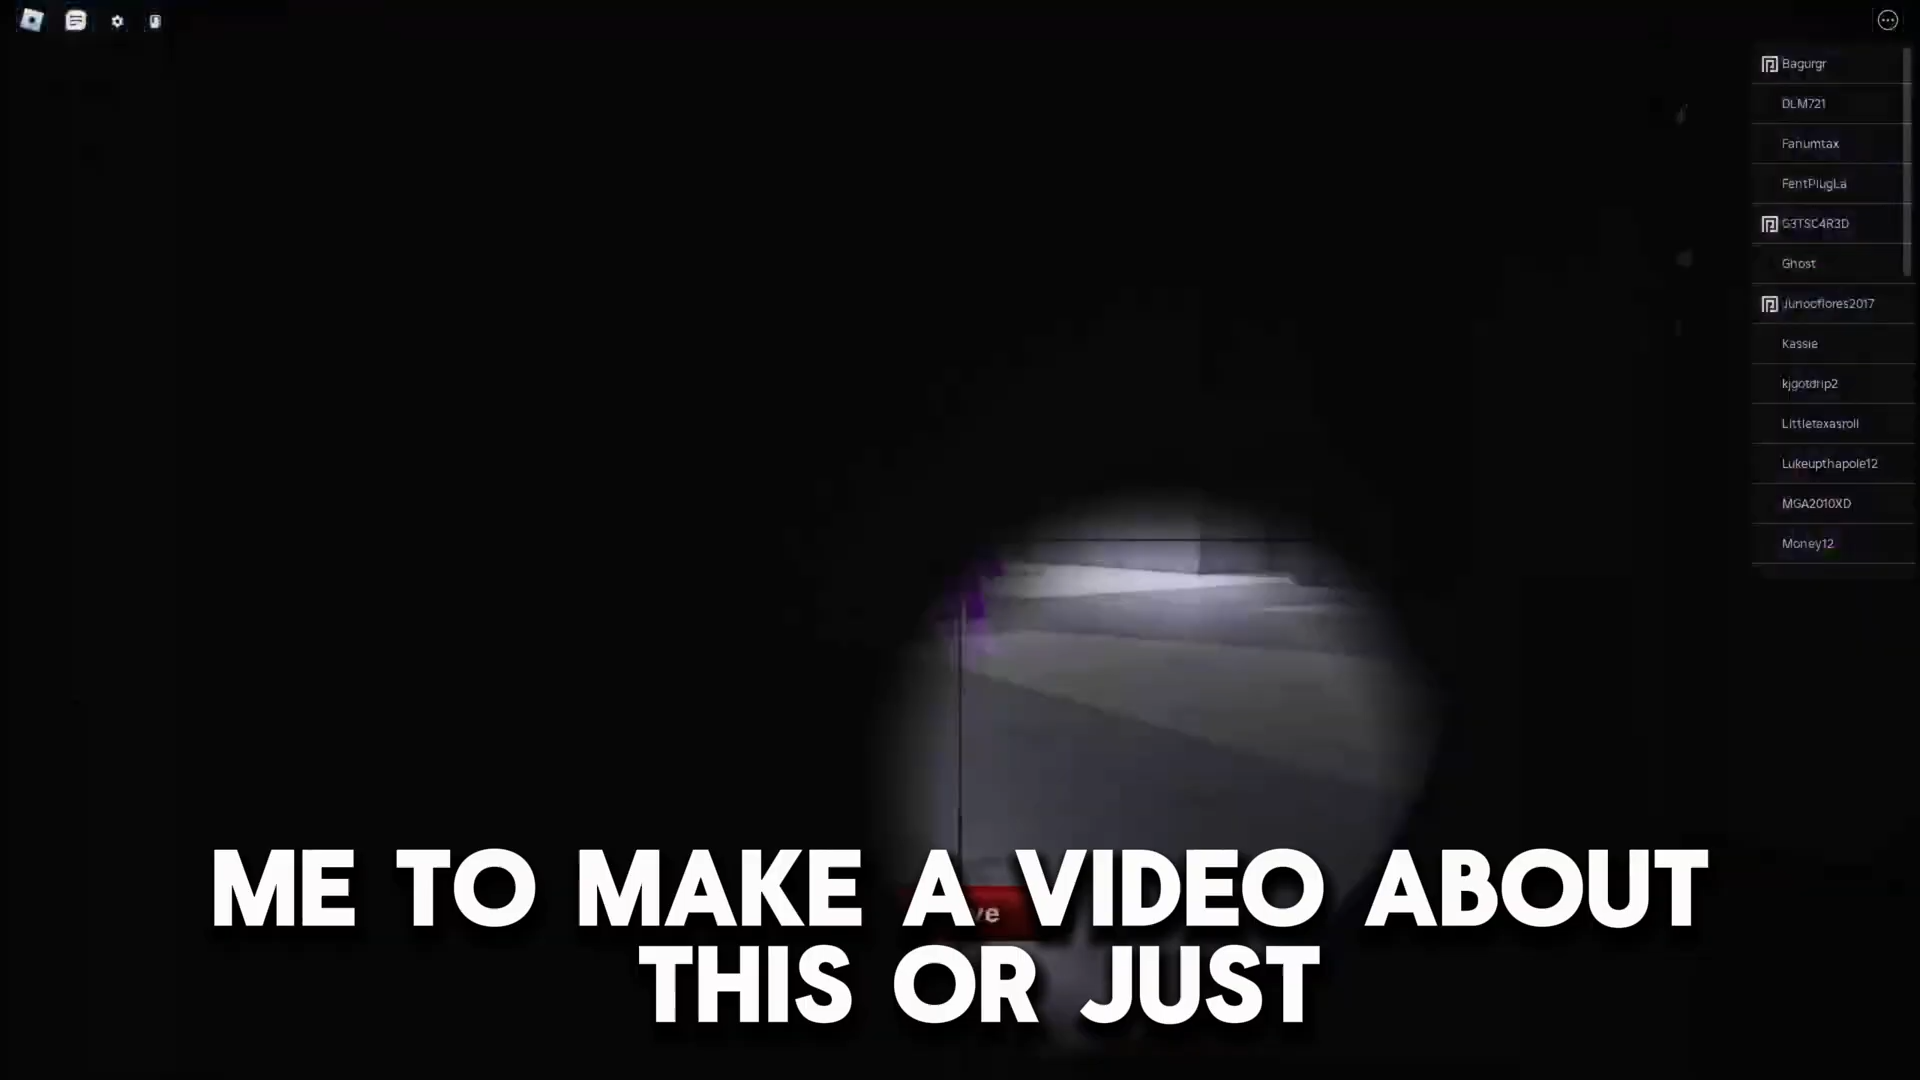 Bagurgr
DLM721
Fanumtax
FentPlugLa
G3TSC4R3D
Ghost
Junooflores2017
Kassie
kjgotdrip2
Littletexasroll
Lukeupthapole12
MGA2010XD
Money12
ME TO MAKE A VIDEO ABOUT
THIS OR JUST